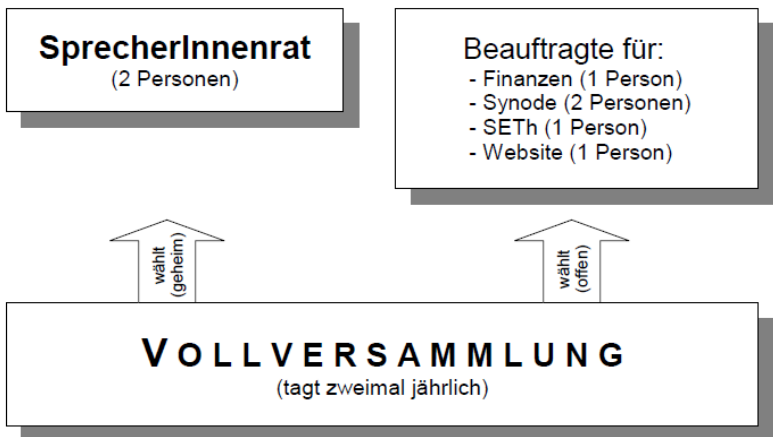 SprecherInnenrat
(2 Personen)
Beauftragte für:
- Finanzen (1 Person)
- Synode (2 Personen)
- SETh (1 Person)
- Website (1 Person)
wählt
(geheim)
wählt
(offen)
VOLLVERSAMMLUNG
(tagt zweimal jährlich)